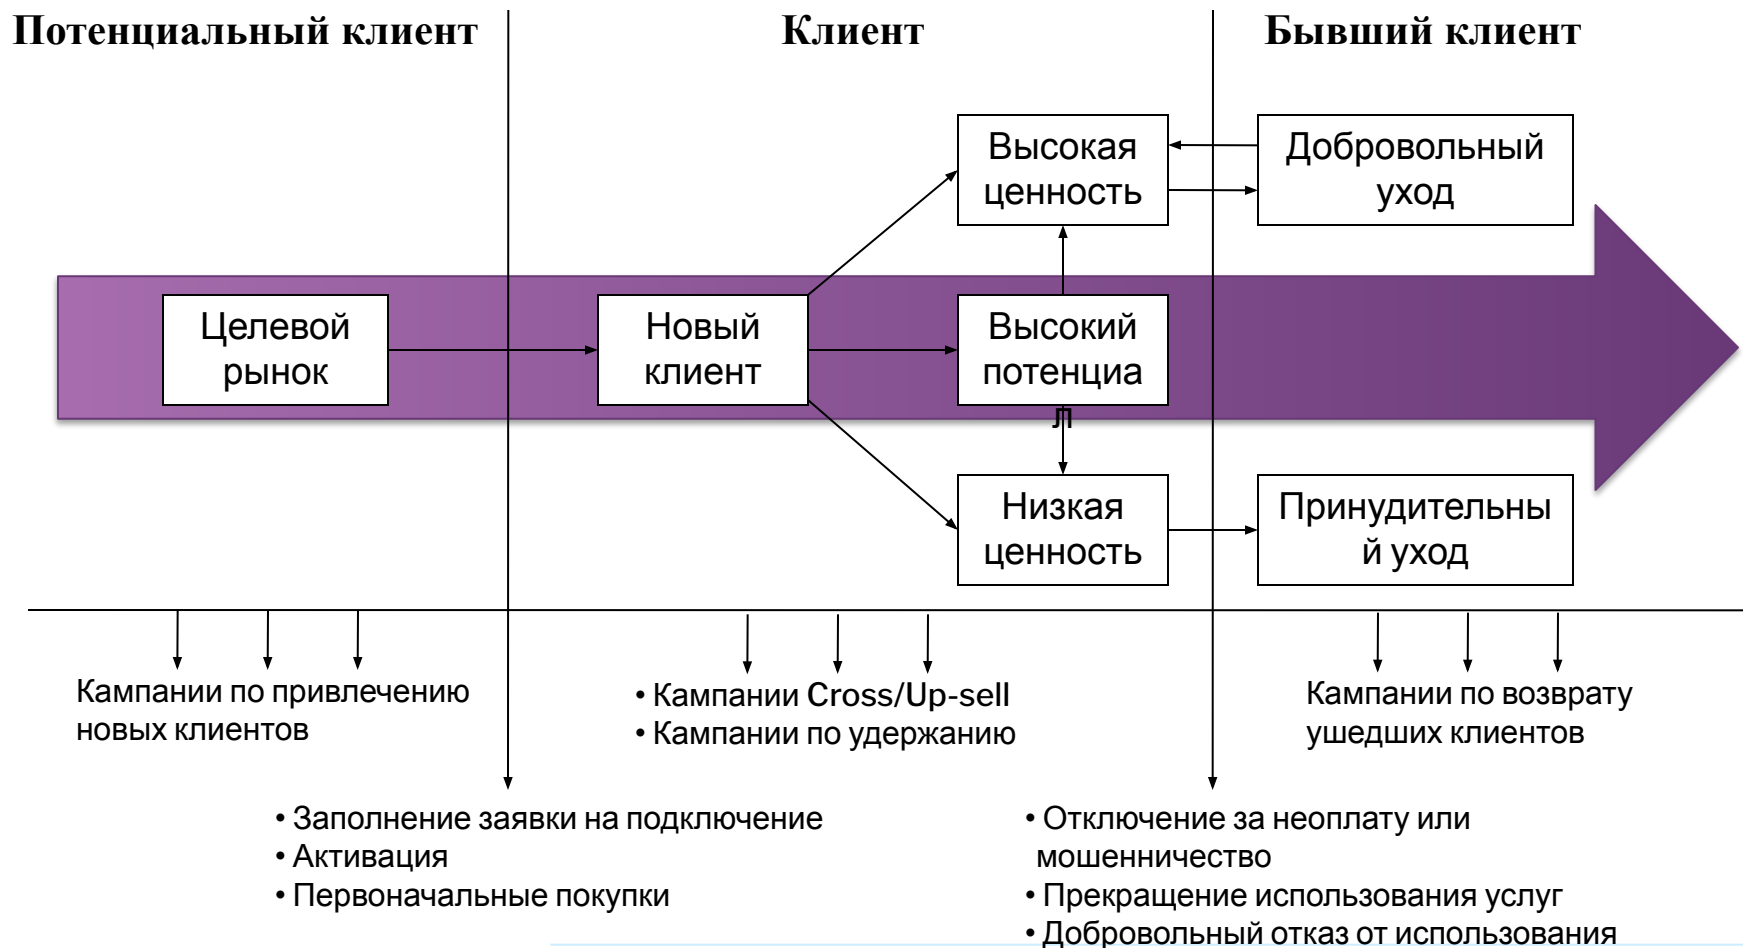 Потенциальный клиент
Клиент
Бывший клиент
Высокая
ценность
Добровольный
уход
Целевой
рынок
Новый
клиент
Высокий
потенциа
л
Низкая
ценность
Принудительны
й уход
Кампании по привлечению
новых клиентов
• Кампании Cross/Up-sell
• Кампании по удержанию
Кампании по возврату
ушедших клиентов
• Заполнение заявки на подключение
• Активация
• Первоначальные покупки
• Отключение за неоплату или
мошенничество
• Прекращение использования услуг
• Добровольный отказ от использования